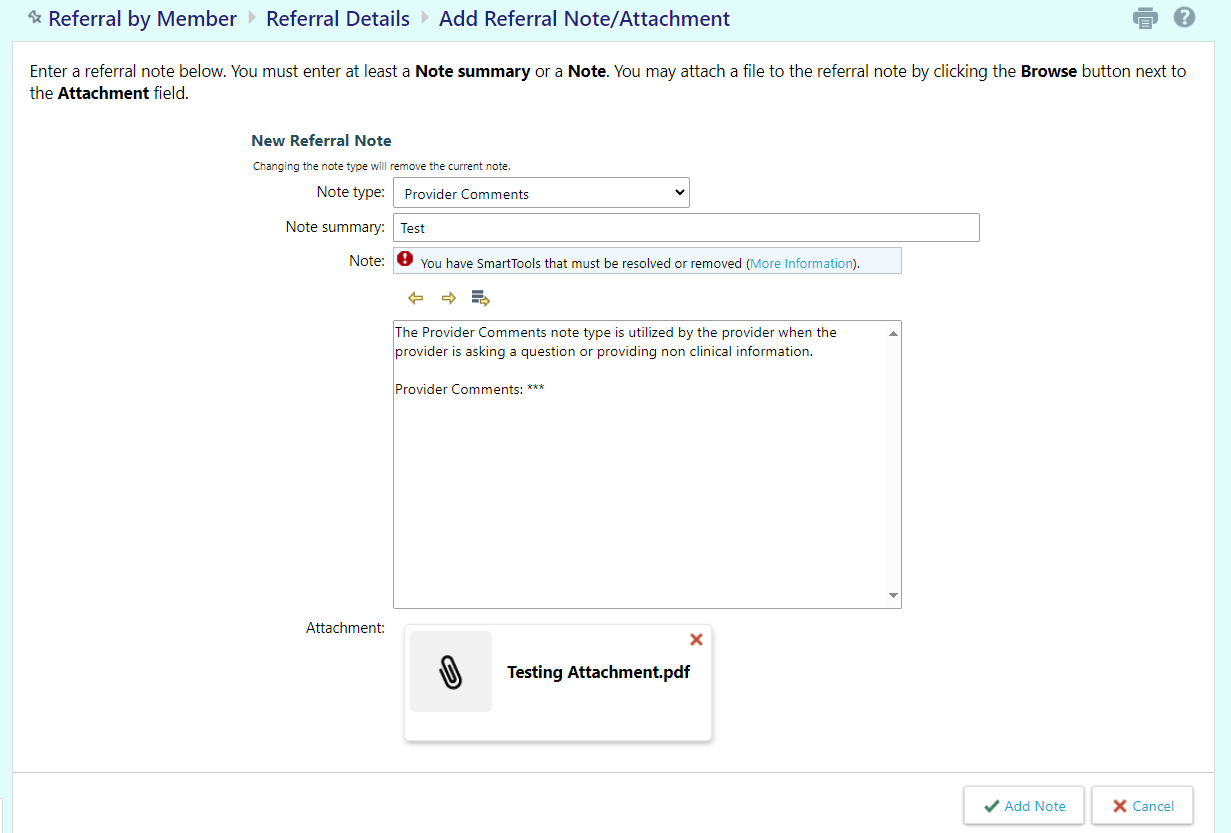 Referral by Member Referral Details Add Referral Note/Attachment
Enter a referral note below. You must enter at least a Note summary or a Note. You may attach a file to the referral note by clicking the Browse button next to
the Attachment field.
New Referral Note
Changing the note type will remove the current note.
Note type: Provider Comments
Note summary: Test
Note: You have SmartTools that must be resolved or removed (More Information).
The Provider Comments note type is utilized by the provider when the
provider is asking a question or providing non clinical information.
Provider Comments: ***
Attachment:
Testing Attachment.pdf
Add Note Cancel